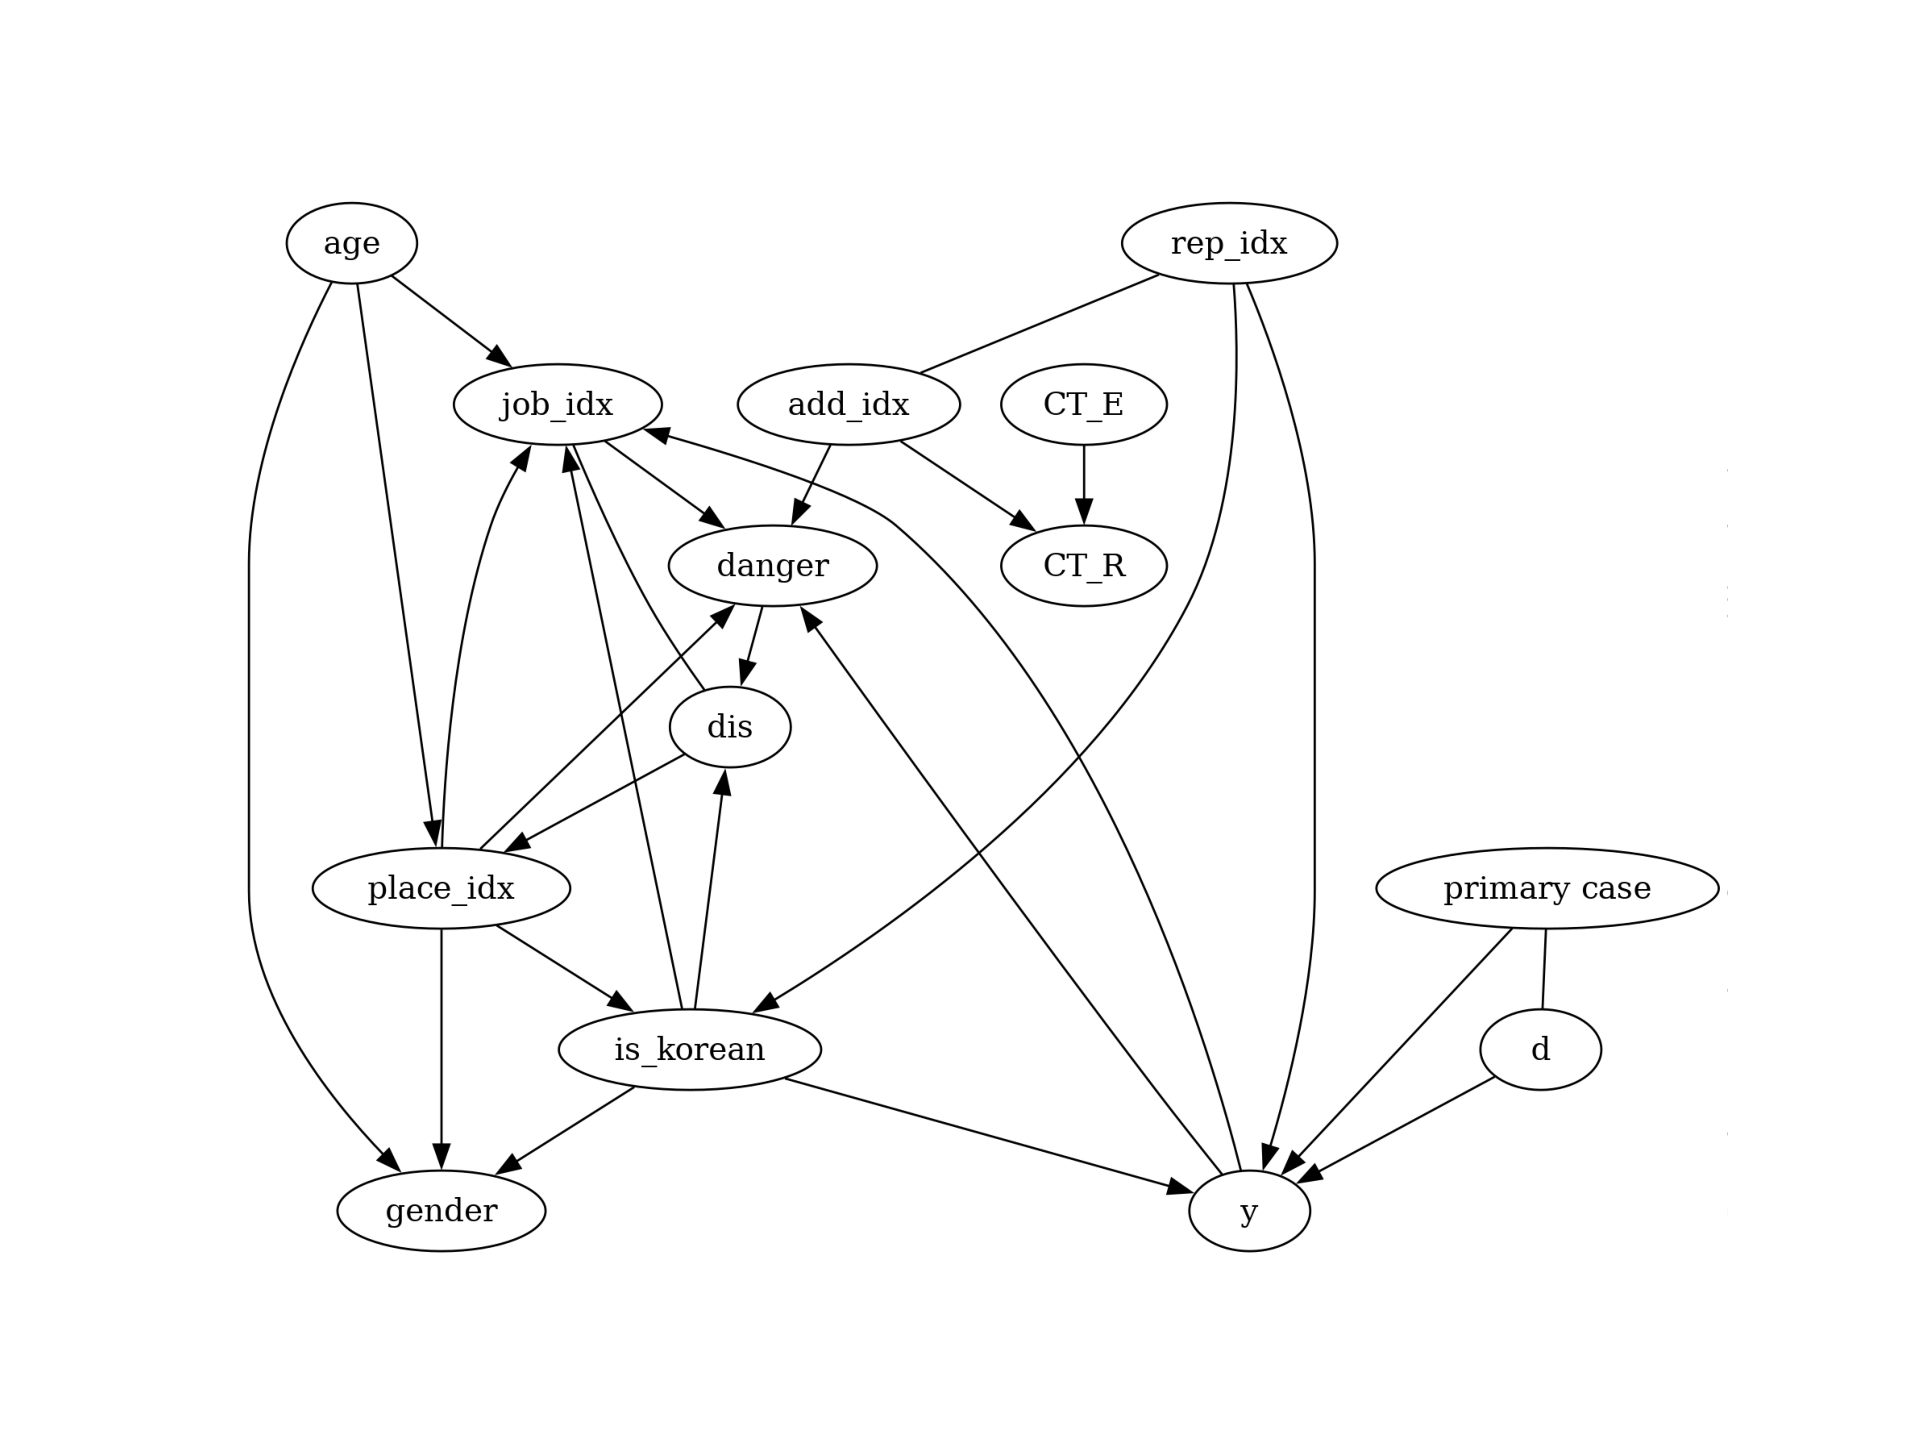 age
rep_idx
job_idx
add_idx
CT_E
danger
CT_R
dis
place_idx
primary case
is_korean
d
gender
y